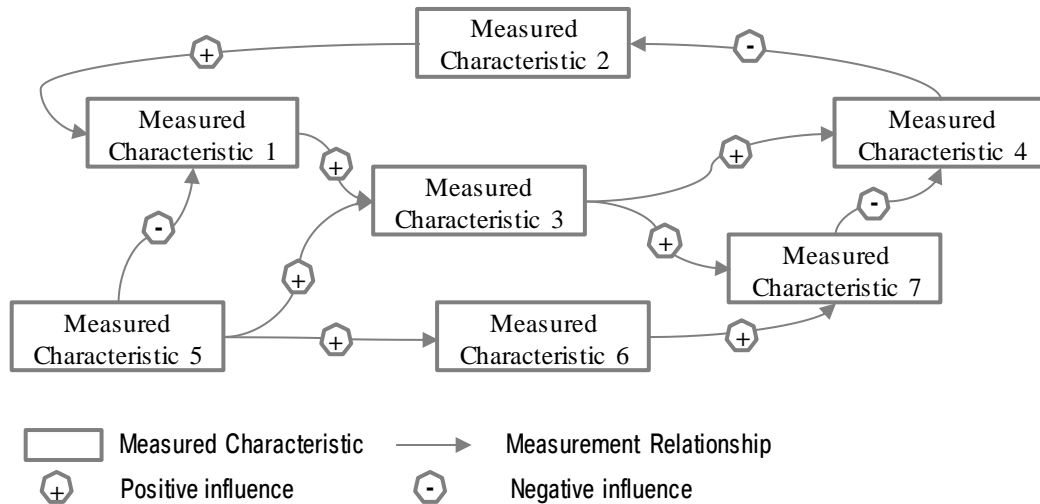 Measured
Characteristic 2
+
-
Measured
Characteristic 1
Measured
Characteristic 4
+
+
Measured
Characteristic 3
-
-
+
Measured
Characteristic 7
+
Measured
Characteristic 5
+
Measured
Characteristic 6
+
Measured Characteristic
Measurement Relationship
+
Positive influence
-
Negative influence